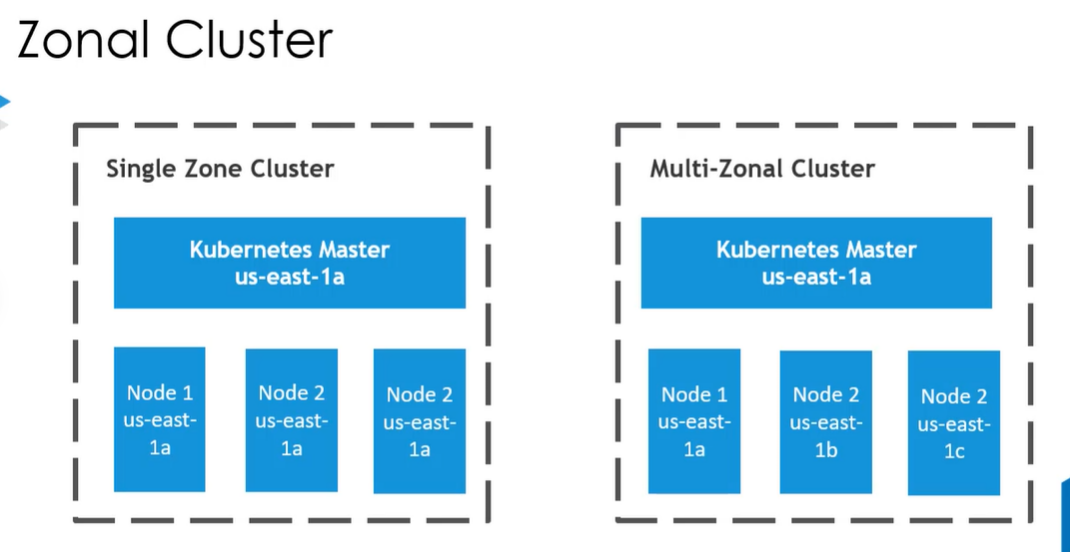 Zonal Cluster
Single Zone Cluster
Kubernetes Master
us-east-1a
Node 1
us-east-
1a
Node 2
us-east-
1a
Node 2
us-east-
1a
Multi-Zonal Cluster
Kubernetes Master
us-east-1a
Node 1
us-east-
1a
Node 2
us-east-
1b
Node 2
us-east-
1c